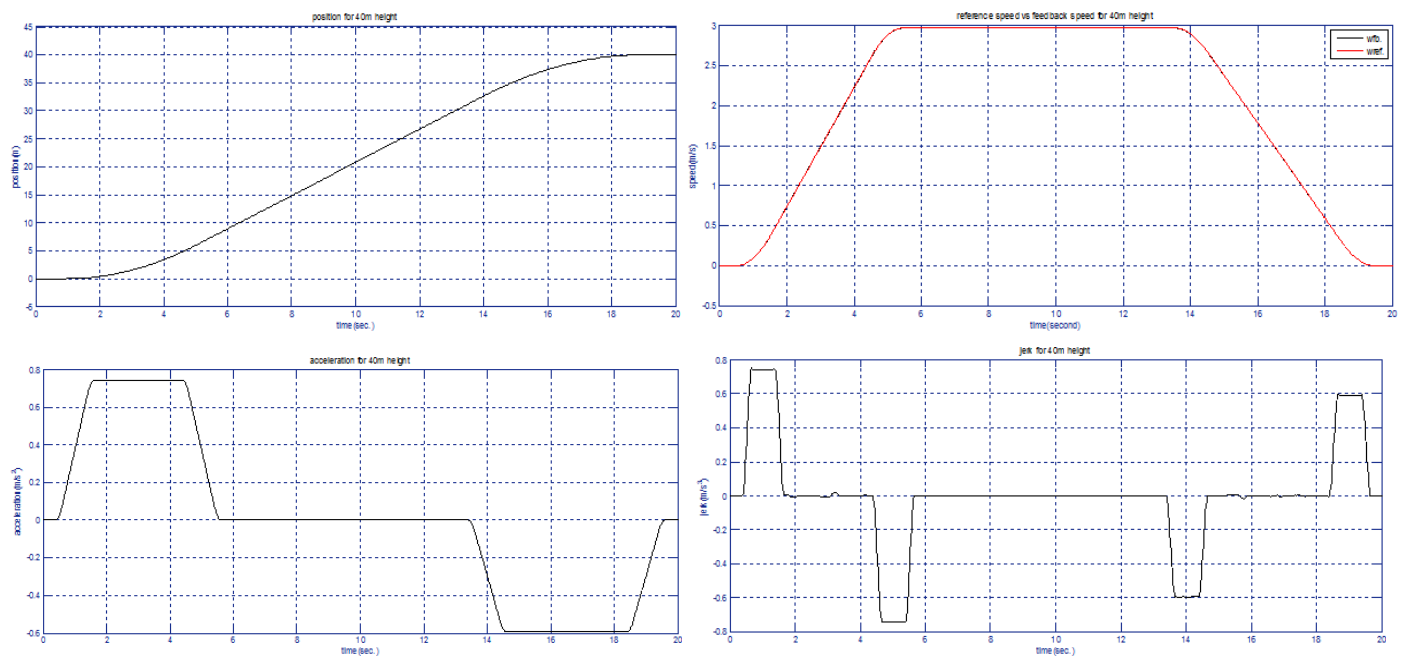 position for 40m height
45
40
35
30
25
20
15
10
5
0
-5
position(m)
0 2 4 6 8 10 12 14 16 18 20
time(sec.)
reference speed vs feedback speed for 40m height
3
2.5
2
1.5
1
0.5
0
-0.5
speed(m/s)
wfb.
wref.
0 2 4 6 8 10 12 14 16 18 20
time(second)
acceleration for 40m height
0.8
0.6
0.4
0.2
0
-0.2
-0.4
-0.6
acceleration(m/s²)
0 2 4 6 8 10 12 14 16 18 20
time(sec.)
jerk for 40m height
0.8
0.6
0.4
0.2
0
-0.2
-0.4
-0.6
-0.8
jerk(m/s³)
0 2 4 6 8 10 12 14 16 18 20
time(sec.)